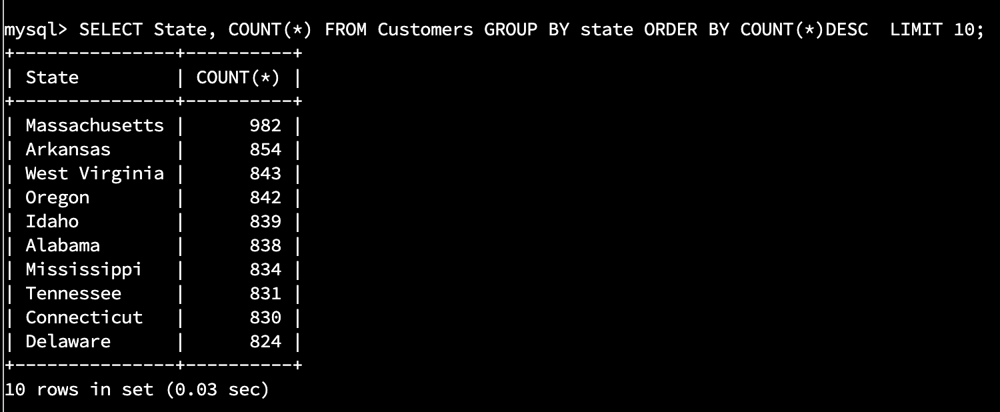 mysql> SELECT State, COUNT(*) FROM Customers GROUP BY state ORDER BY COUNT(*)DESC  LIMIT 10;
+---------------+----------+
| State         | COUNT(*) |
+---------------+----------+
| Massachusetts |      982 |
| Arkansas      |      854 |
| West Virginia |      843 |
| Oregon        |      842 |
| Idaho         |      839 |
| Alabama       |      838 |
| Mississippi   |      834 |
| Tennessee     |      831 |
| Connecticut   |      830 |
| Delaware      |      824 |
+---------------+----------+
10 rows in set (0.03 sec)